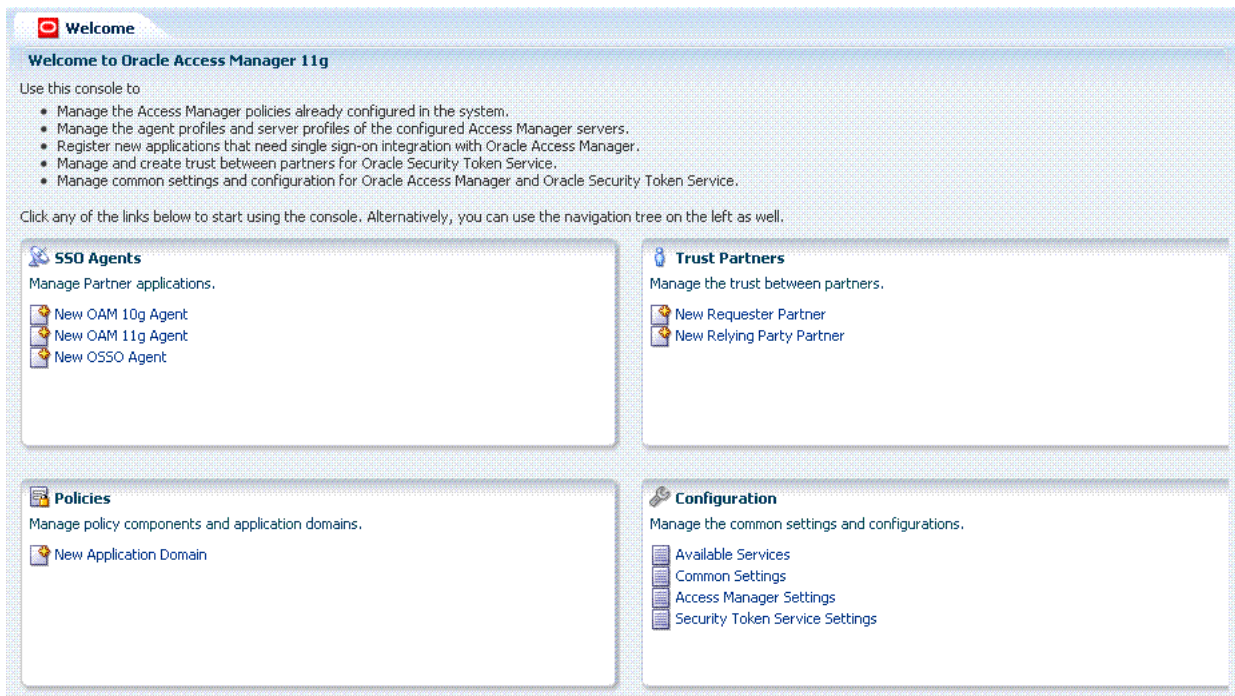 Welcome
Welcome to Oracle Access Manager 11g
Use this console to
• Manage the Access Manager policies already configured in the system.
• Manage the agent profiles and server profiles of the configured Access Manager servers.
• Register new applications that need single sign-on integration with Oracle Access Manager.
• Manage and create trust between partners for Oracle Security Token Service.
• Manage common settings and configuration for Oracle Access Manager and Oracle Security Token Service.
Click any of the links below to start using the console. Alternatively, you can use the navigation tree on the left as well.
SSO Agents
Manage Partner applications.
New OAM 10g Agent
New OAM 11g Agent
New OSSO Agent
Trust Partners
Manage the trust between partners.
New Requester Partner
New Relying Party Partner
Policies
Manage policy components and application domains.
New Application Domain
Configuration
Manage the common settings and configurations.
Available Services
Common Settings
Access Manager Settings
Security Token Service Settings